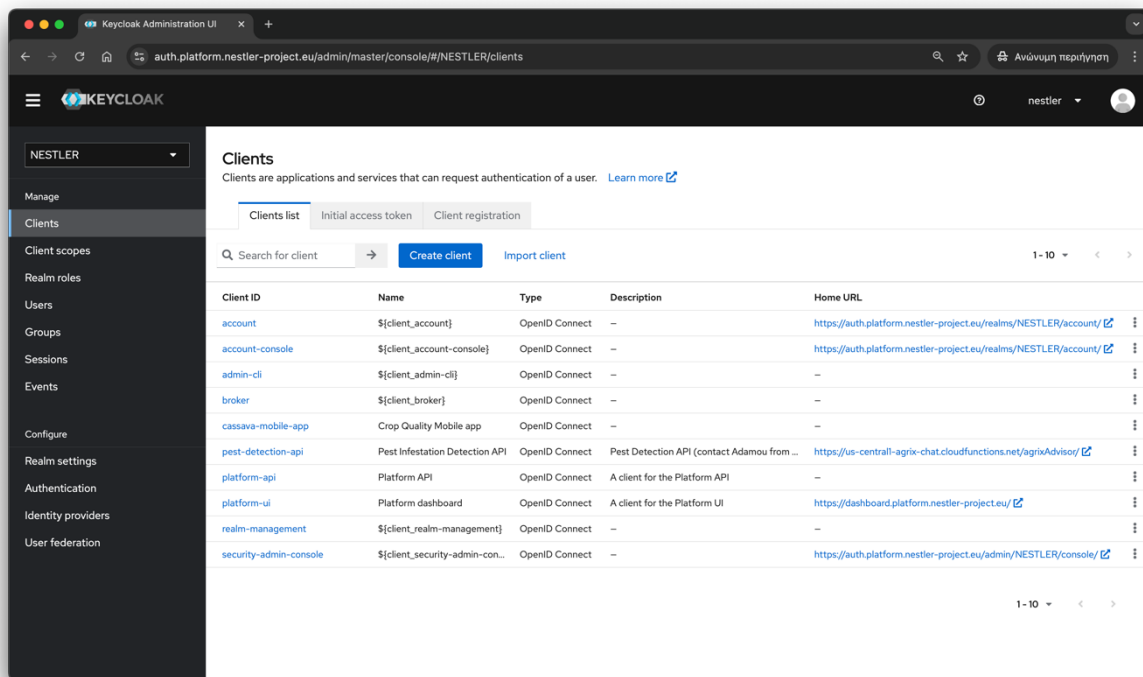 Keycloak Administration UI
auth.platform.nestler-project.eu/admin/master/console/#/NESTLER/clients
Ανώνυμη περιήγηση
KEYCLOAK
nestler
NESTLER
Manage
Clients
Client scopes
Realm roles
Users
Groups
Sessions
Events
Configure
Realm settings
Authentication
Identity providers
User federation
Clients
Clients are applications and services that can request authentication of a user. Learn more
Clients list Initial access token Client registration
Search for client Create client Import client 1 - 10
Client ID Name Type Description Home URL
account ${client_account} OpenID Connect – https://auth.platform.nestler-project.eu/realms/NESTLER/account/
account-console ${client_account-console} OpenID Connect – https://auth.platform.nestler-project.eu/realms/NESTLER/account/
admin-cli ${client_admin-cli} OpenID Connect – –
broker ${client_broker} OpenID Connect – –
cassava-mobile-app Crop Quality Mobile app OpenID Connect – –
pest-detection-api Pest Infestation Detection API OpenID Connect Pest Detection API (contact Adamou from ... https://us-central1-agrix-chat.cloudfunctions.net/agrixAdvisor/
platform-api Platform API OpenID Connect A client for the Platform API –
platform-ui Platform dashboard OpenID Connect A client for the Platform UI https://dashboard.platform.nestler-project.eu/
realm-management ${client_realm-management} OpenID Connect – –
security-admin-console ${client_security-admin-con... OpenID Connect – https://auth.platform.nestler-project.eu/admin/NESTLER/console/
1 - 10